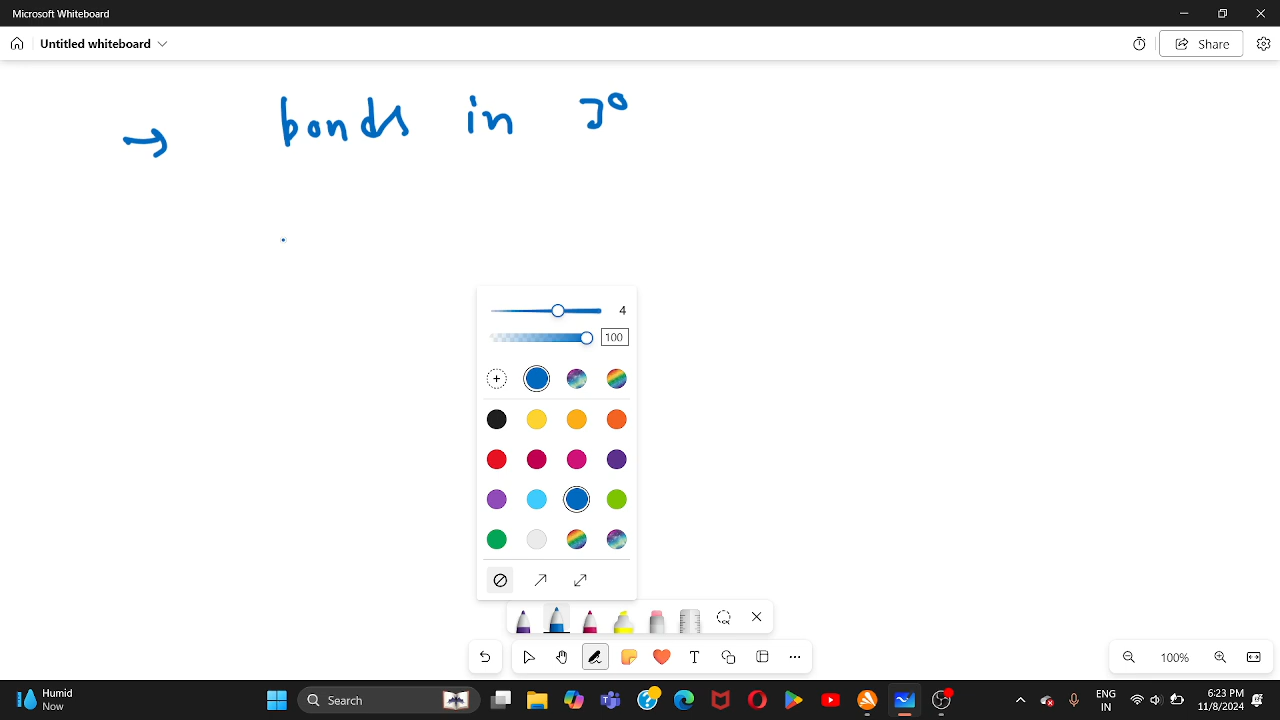 Microsoft Whiteboard
Untitled whiteboard
Share
→ bonds in 3°
4
100
100%
Humid
Now
Search
ENG
IN
6:23 PM
11/8/2024